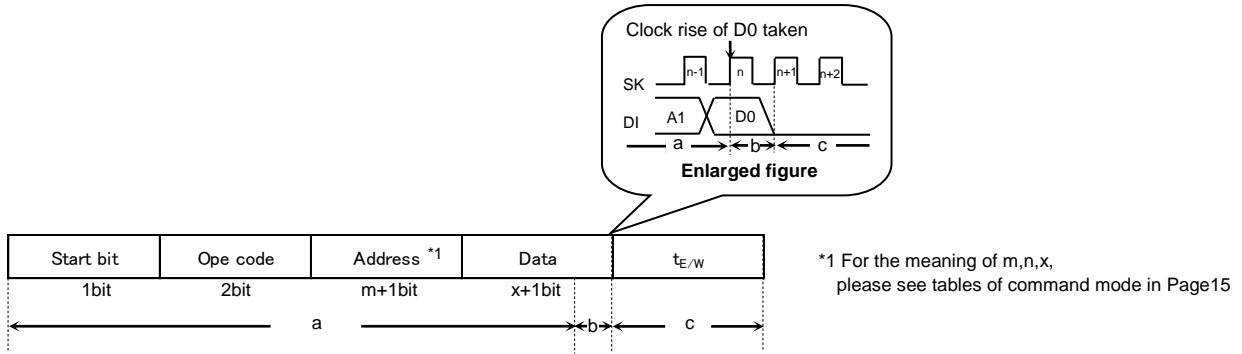 Clock rise of D0 taken
SK
n-1 n n+1 n+2
DI A1 D0
a b c
Enlarged figure
Start bit Ope code Address *1 Data tE/W
1bit 2bit m+1bit x+1bit
a b c
*1 For the meaning of m,n,x,
please see tables of command mode in Page15